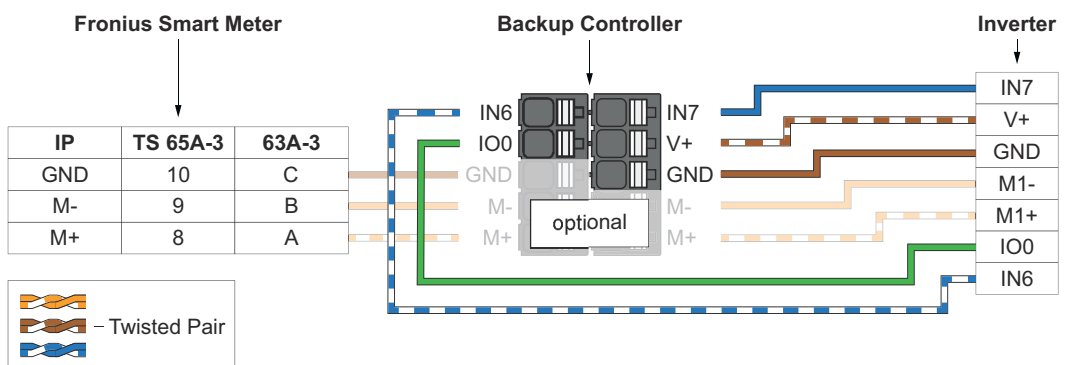 Fronius Smart Meter
Backup Controller
Inverter
IP TS 65A-3 63A-3
GND 10 C
M- 9 B
M+ 8 A
IN6 IN7
IO0 V+
GND GND
M- M-
M+ M+
optional
IN7
V+
GND
M1-
M1+
IO0
IN6
– Twisted Pair